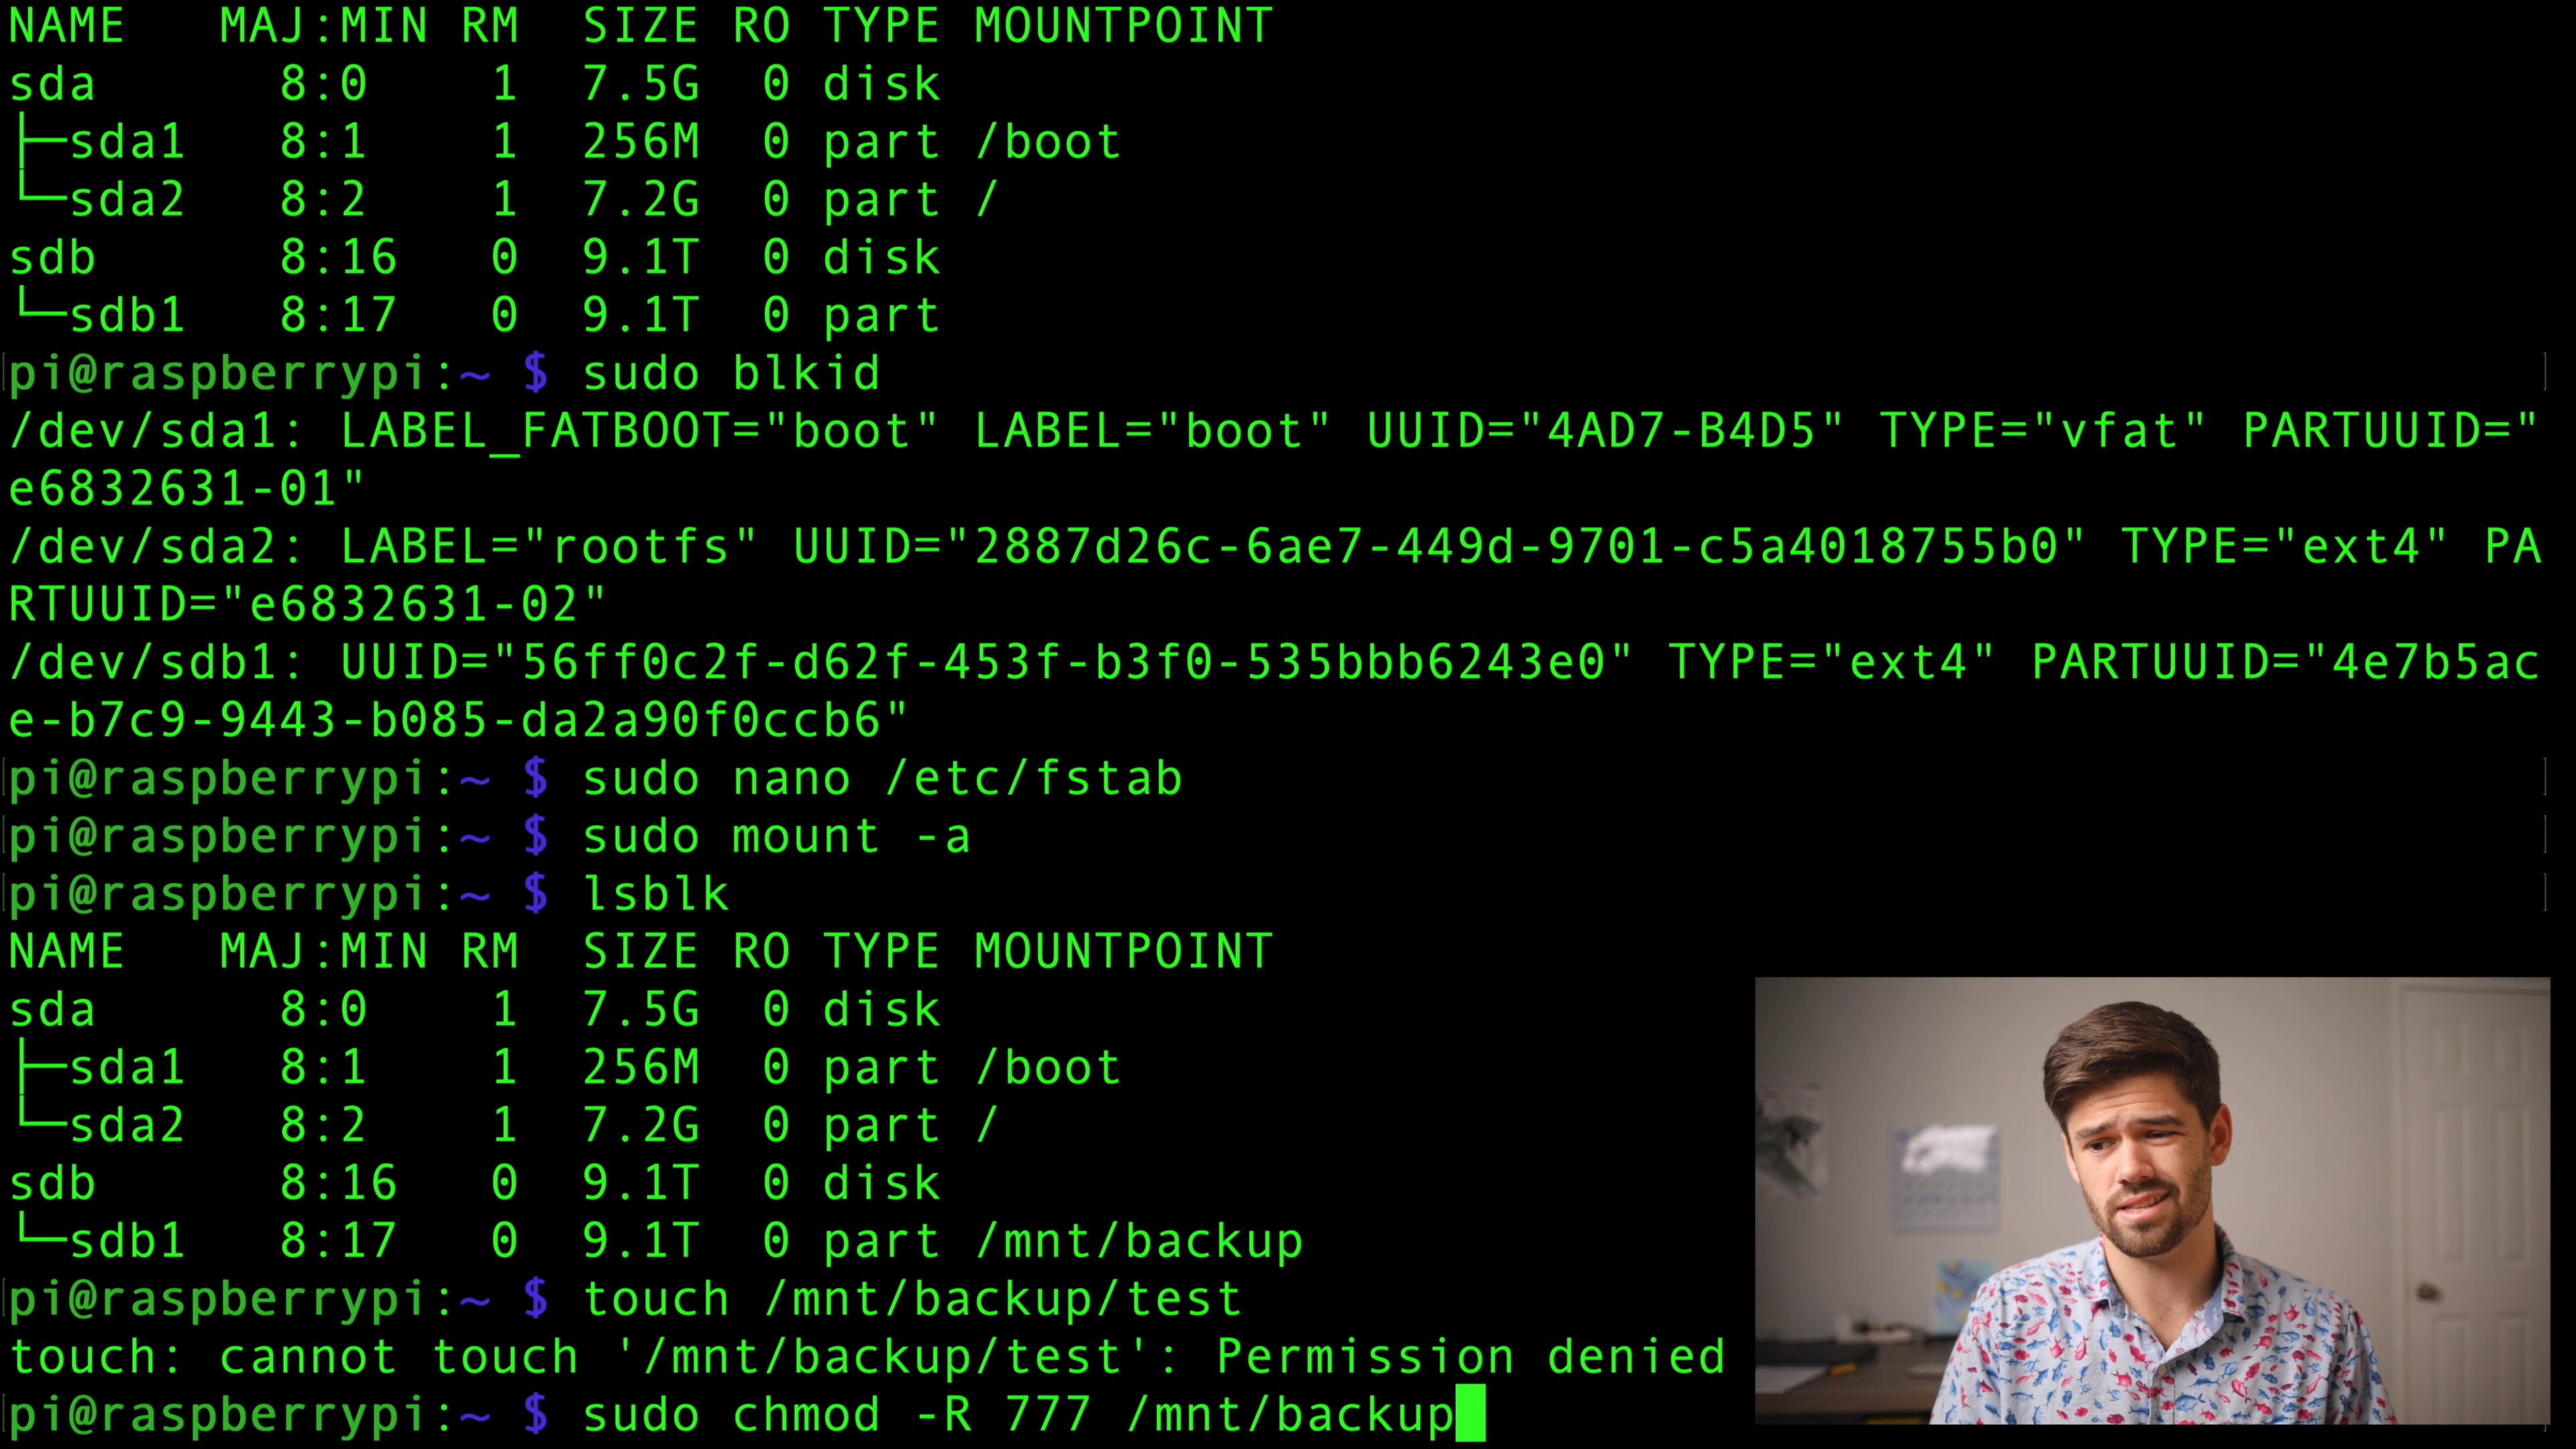 NAME   MAJ:MIN RM  SIZE RO TYPE MOUNTPOINT
sda      8:0    1  7.5G  0 disk
├─sda1   8:1    1  256M  0 part /boot
└─sda2   8:2    1  7.2G  0 part /
sdb      8:16   0  9.1T  0 disk
└─sdb1   8:17   0  9.1T  0 part
pi@raspberrypi:~ $ sudo blkid
/dev/sda1: LABEL_FATBOOT="boot" LABEL="boot" UUID="4AD7-B4D5" TYPE="vfat" PARTUUID="
e6832631-01"
/dev/sda2: LABEL="rootfs" UUID="2887d26c-6ae7-449d-9701-c5a4018755b0" TYPE="ext4" PA
RTUUID="e6832631-02"
/dev/sdb1: UUID="56ff0c2f-d62f-453f-b3f0-535bbb6243e0" TYPE="ext4" PARTUUID="4e7b5ac
e-b7c9-9443-b085-da2a90f0ccb6"
pi@raspberrypi:~ $ sudo nano /etc/fstab
pi@raspberrypi:~ $ sudo mount -a
pi@raspberrypi:~ $ lsblk
NAME   MAJ:MIN RM  SIZE RO TYPE MOUNTPOINT
sda      8:0    1  7.5G  0 disk
├─sda1   8:1    1  256M  0 part /boot
└─sda2   8:2    1  7.2G  0 part /
sdb      8:16   0  9.1T  0 disk
└─sdb1   8:17   0  9.1T  0 part /mnt/backup
pi@raspberrypi:~ $ touch /mnt/backup/test
touch: cannot touch '/mnt/backup/test': Permission denied
pi@raspberrypi:~ $ sudo chmod -R 777 /mnt/backup